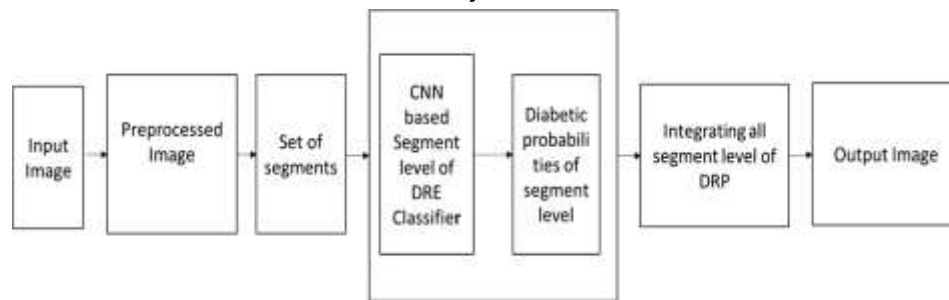 Input
Image
Preprocessed
Image
Set of
segments
CNN
based
Segment
level of
DRE
Classifier
Diabetic
probabili
ties of
segment
level
Integrating all
segment level of
DRP
Output Image